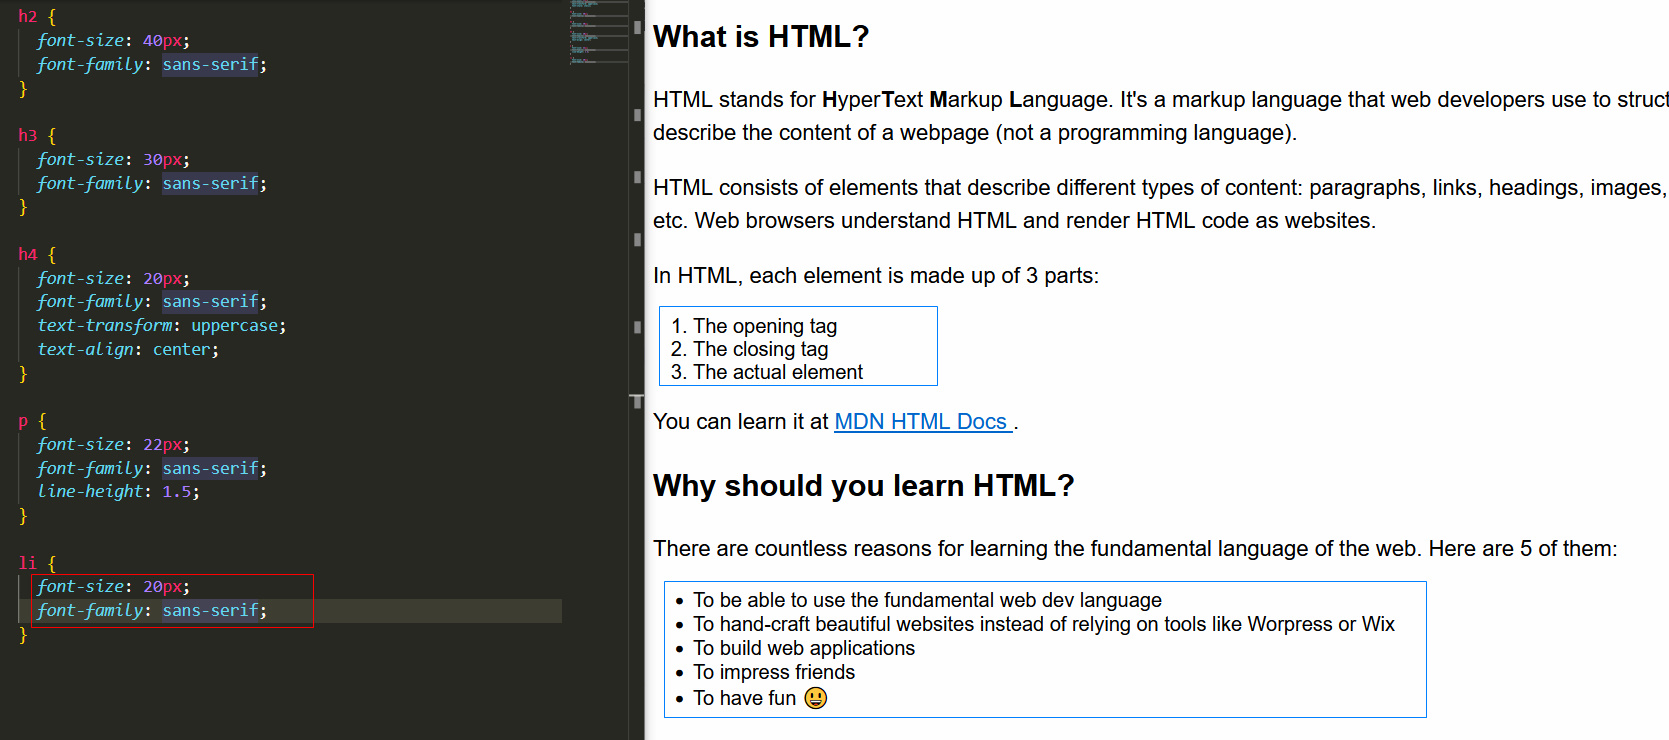 h2 {
font-size: 40px;
font-family: sans-serif;
}
h3 {
font-size: 30px;
font-family: sans-serif;
}
h4 {
font-size: 20px;
font-family: sans-serif;
text-transform: uppercase;
text-align: center;
}
p {
font-size: 22px;
font-family: sans-serif;
line-height: 1.5;
}
li {
font-size: 20px;
font-family: sans-serif;
}
What is HTML?
HTML stands for HyperText Markup Language. It's a markup language that web developers use to struct
describe the content of a webpage (not a programming language).
HTML consists of elements that describe different types of content: paragraphs, links, headings, images,
etc. Web browsers understand HTML and render HTML code as websites.
In HTML, each element is made up of 3 parts:
1. The opening tag
2. The closing tag
3. The actual element
You can learn it at MDN HTML Docs .
Why should you learn HTML?
There are countless reasons for learning the fundamental language of the web. Here are 5 of them:
• To be able to use the fundamental web dev language
• To hand-craft beautiful websites instead of relying on tools like Worpress or Wix
• To build web applications
• To impress friends
• To have fun 😃